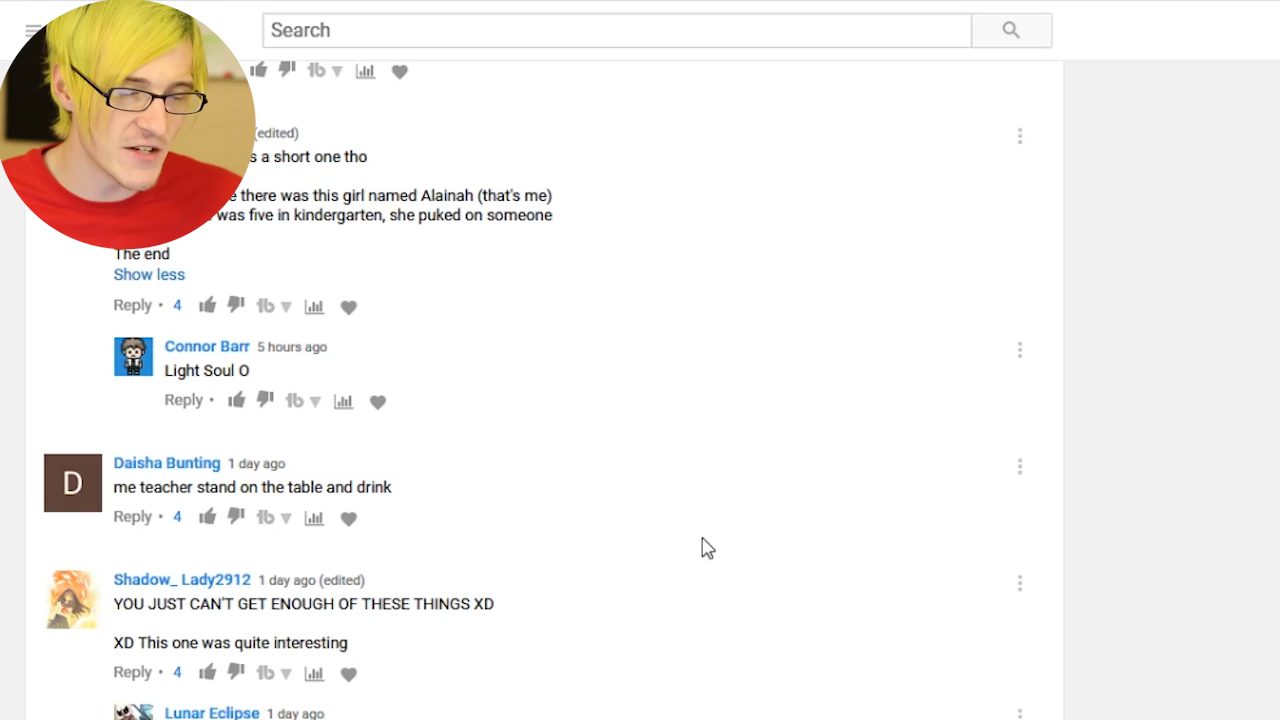 Search
(edited)
s a short one tho
e there was this girl named Alainah (that's me)
was five in kindergarten, she puked on someone
The end
Show less
Reply • 4
Connor Barr 5 hours ago
Light Soul O
Reply •
D
Daisha Bunting 1 day ago
me teacher stand on the table and drink
Reply • 4
Shadow_ Lady2912 1 day ago (edited)
YOU JUST CAN'T GET ENOUGH OF THESE THINGS XD
XD This one was quite interesting
Reply • 4
Lunar Eclipse 1 day ago